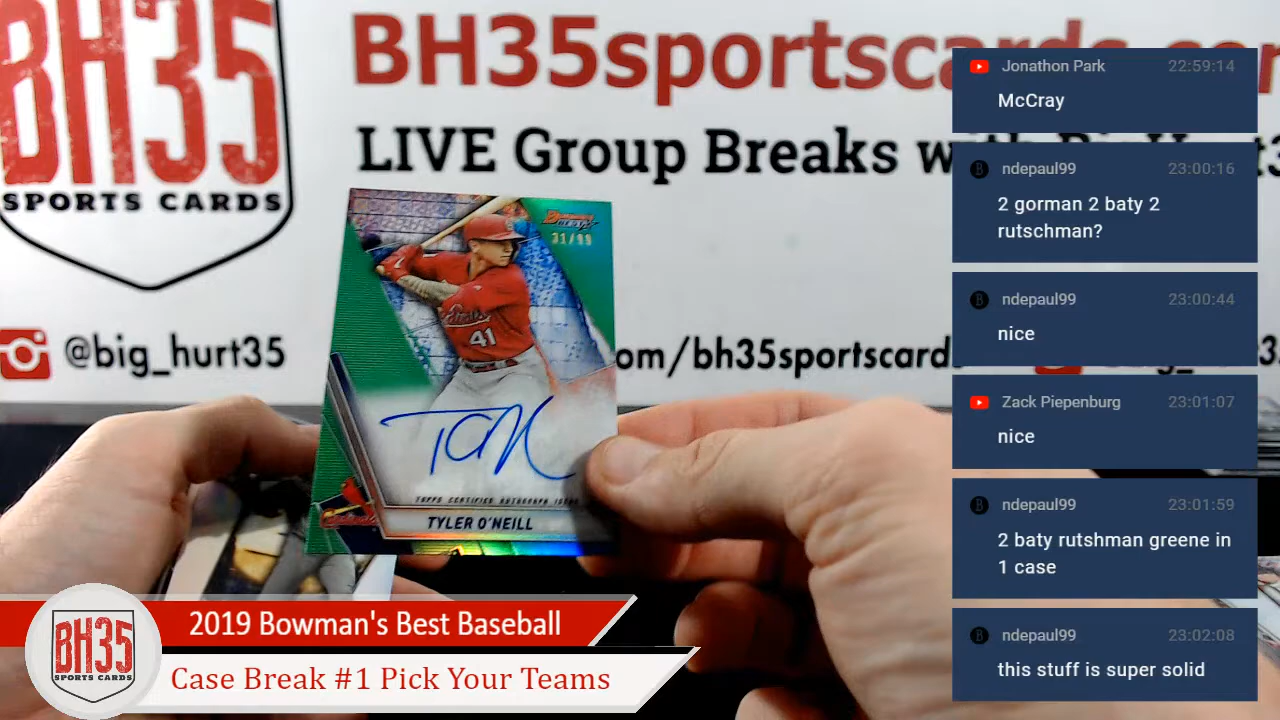 BH35
SPORTS CARDS
BH35sportscards.com
LIVE Group Breaks w
@big_hurt35
om/bh35sportscard
31/99
Cardinals
41
TOPPS CERTIFIED AUTOGRAPH ISSUE
Cardinals
TYLER O'NEILL
Jonathon Park 22:59:14
McCray
ndepaul99 23:00:16
2 gorman 2 baty 2
rutschman?
ndepaul99 23:00:44
nice
Zack Piepenburg 23:01:07
nice
ndepaul99 23:01:59
2 baty rutshman greene in
1 case
ndepaul99 23:02:08
this stuff is super solid
BH35
SPORTS CARDS
2019 Bowman's Best Baseball
Case Break #1 Pick Your Teams